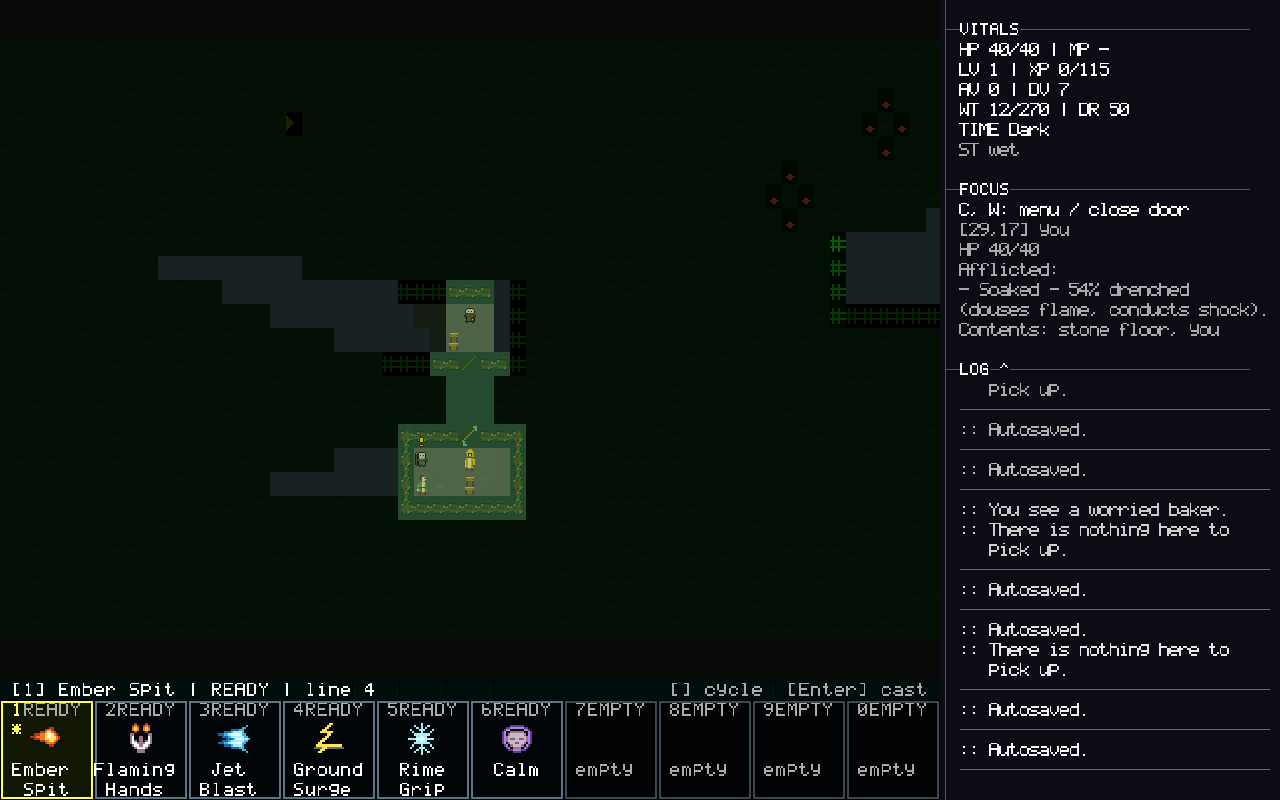 VITALS
HP 40/40 | MP -
LV 1 | XP 0/115
AV 0 | DV 7
WT 12/270 | DR 50
TIME Dark
ST wet
FOCUS
C, W: menu / close door
[29,17] You
HP 40/40
Afflicted:
- Soaked - 54% drenched
(douses flame, conducts shock).
Contents: stone floor, You
LOG ^
Pick up.
:: Autosaved.
:: Autosaved.
:: You see a worried baker.
:: There is nothing here to
Pick up.
:: Autosaved.
:: Autosaved.
:: There is nothing here to
Pick up.
:: Autosaved.
:: Autosaved.
[1] Ember Spit | READY | line 4
[] cycle [Enter] cast
1READY 2READY 3READY 4READY 5READY 6READY 7EMPTY 8EMPTY 9EMPTY 0EMPTY
*
Ember Flaming Jet Ground Rime Calm empty empty empty empty
Spit Hands Blast Surge Grip